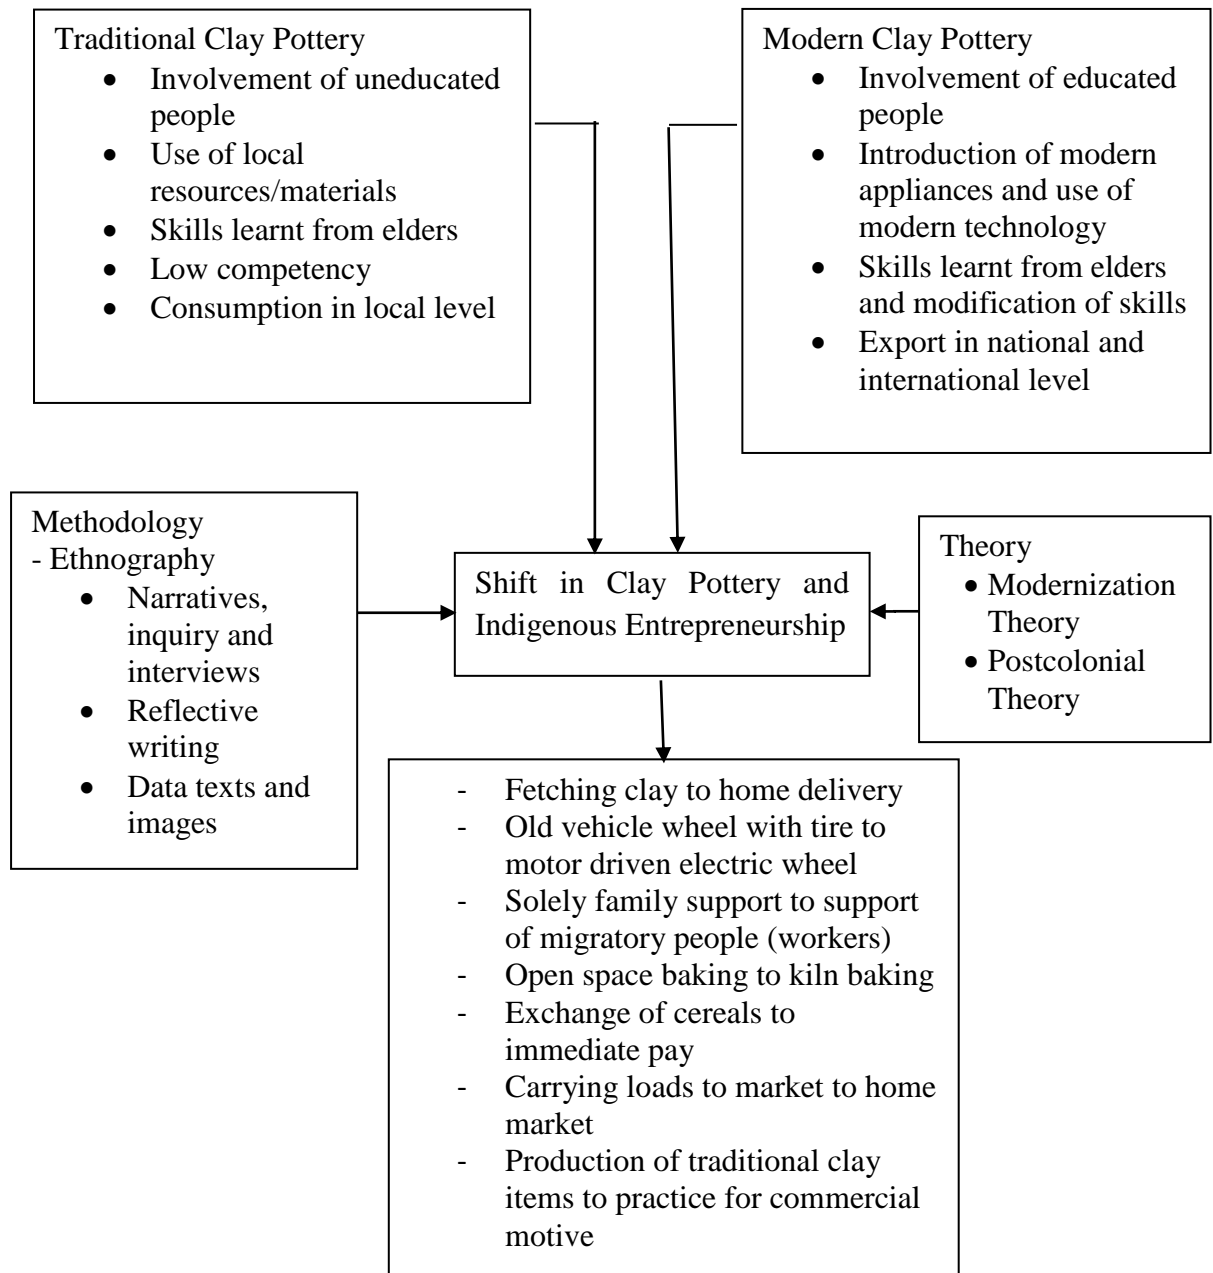 Traditional Clay Pottery
• Involvement of uneducated
people
• Use of local
resources/materials
• Skills learnt from elders
• Low competency
• Consumption in local level
Modern Clay Pottery
• Involvement of educated
people
• Introduction of modern
appliances and use of
modern technology
• Skills learnt from elders
and modification of skills
• Export in national and
international level
Methodology
- Ethnography
• Narratives,
inquiry and
interviews
• Reflective
writing
• Data texts and
images
Shift in Clay Pottery and
Indigenous Entrepreneurship
Theory
• Modernization
Theory
• Postcolonial
Theory
- Fetching clay to home delivery
- Old vehicle wheel with tire to
motor driven electric wheel
- Solely family support to support
of migratory people (workers)
- Open space baking to kiln baking
- Exchange of cereals to
immediate pay
- Carrying loads to market to home
market
- Production of traditional clay
items to practice for commercial
motive